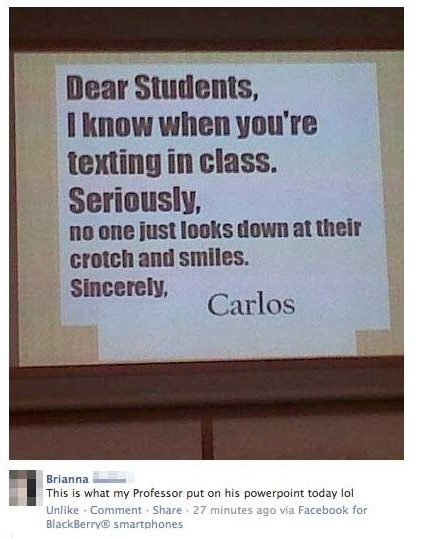 Dear Students,
I know when you're
texting in class.
Seriously,
no one just looks down at their
crotch and smiles.
Sincerely,
Carlos
Brianna
This is what my Professor put on his powerpoint today lol
Unlike · Comment · Share · 27 minutes ago via Facebook for
BlackBerry® smartphones